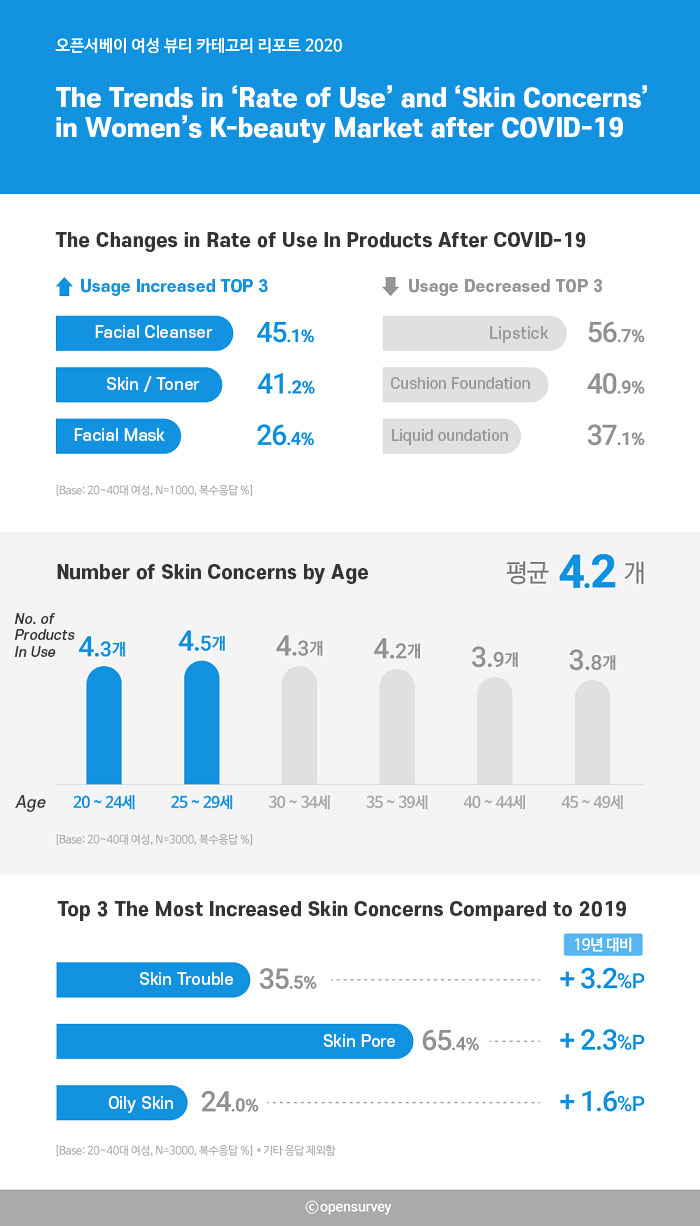 오픈서베이 여성 뷰티 카테고리 리포트 2020
The Trends in ‘Rate of Use’ and ‘Skin Concerns’
in Women’s K-beauty Market after COVID-19
The Changes in Rate of Use In Products After COVID-19
Usage Increased TOP 3
Facial Cleanser 45.1%
Skin / Toner 41.2%
Facial Mask 26.4%
Usage Decreased TOP 3
Lipstick 56.7%
Cushion Foundation 40.9%
Liquid oundation 37.1%
[Base: 20~40대 여성, N=1000, 복수응답 %]
Number of Skin Concerns by Age
평균 4.2 개
No. of
Products
In Use
4.3개 4.5개 4.3개 4.2개 3.9개 3.8개
Age 20 ~ 24세 25 ~ 29세 30 ~ 34세 35 ~ 39세 40 ~ 44세 45 ~ 49세
[Base: 20~40대 여성, N=3000, 복수응답 %]
Top 3 The Most Increased Skin Concerns Compared to 2019
19년 대비
Skin Trouble 35.5% + 3.2%P
Skin Pore 65.4% + 2.3%P
Oily Skin 24.0% + 1.6%P
[Base: 20~40대 여성, N=3000, 복수응답 %] * 기타 응답 제외함
ⓒopensurvey